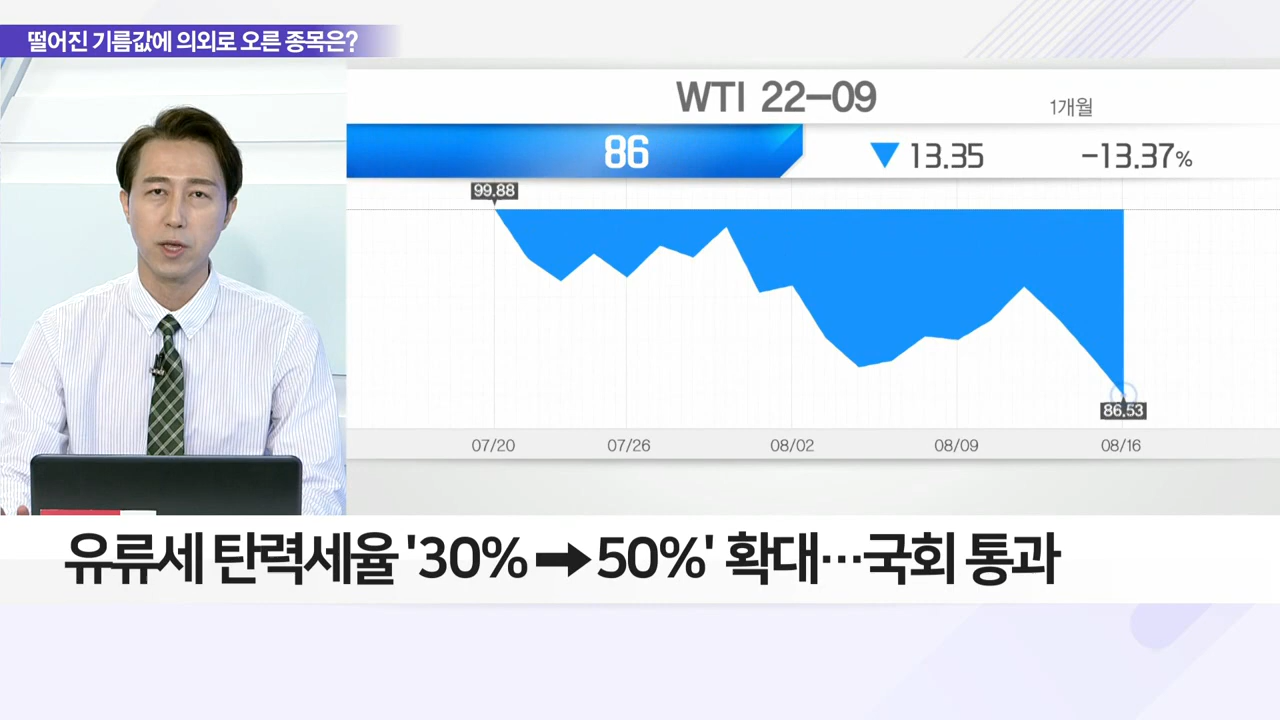 떨어진 기름값에 의외로 오른 종목은?
WTI 22-09
1개월
86
▼ 13.35
-13.37%
99.88
86.53
07/20 07/26 08/02 08/09 08/16
유류세 탄력세율 '30%➡50%' 확대…국회 통과